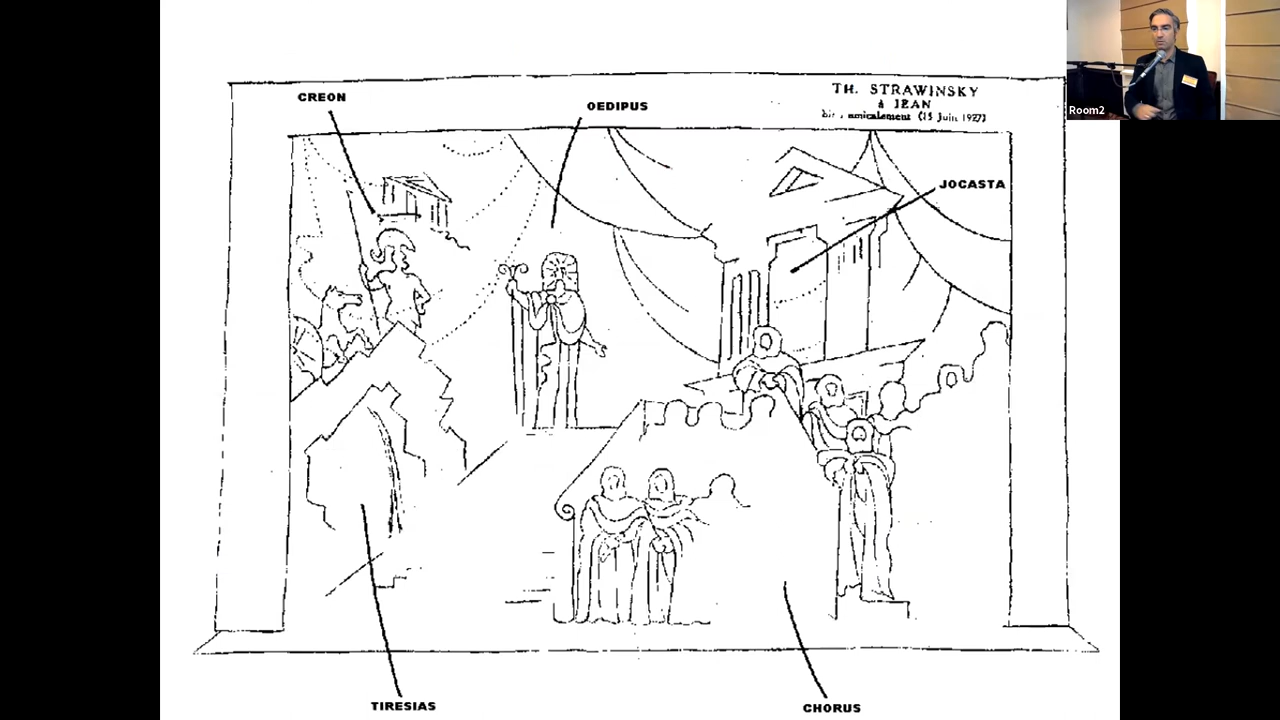 CREON
OEDIPUS
TH. STRAWINSKY
à JEAN
amicalement (15 Juin 1927)
JOCASTA
TIRESIAS
CHORUS
Room2